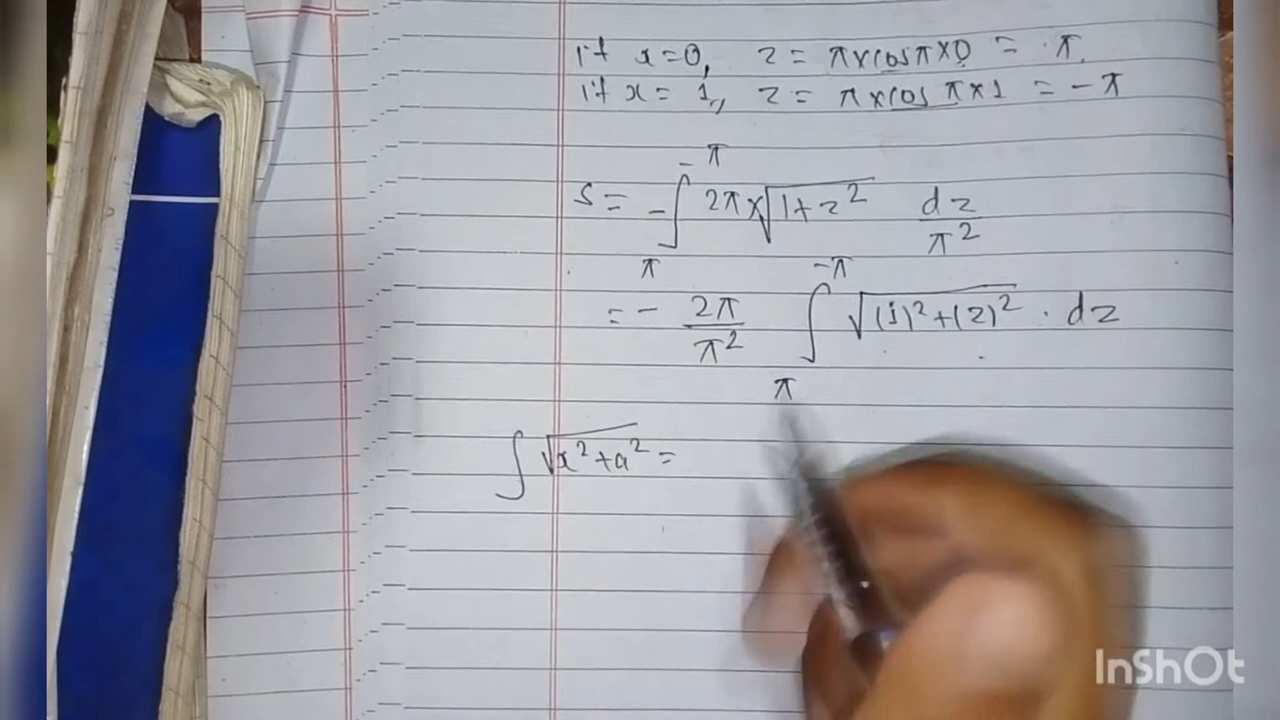 if x=0, z = π×cosπ×0 = π
if x = 1, z = π×cos π×1 = -π
S = -∫_{π}^{-π} 2π×√(1+z²) dz/π²
= - 2π/π² ∫_{π}^{-π} √((1)²+(z)²) · dz
∫√(x²+a²) =
InShOt